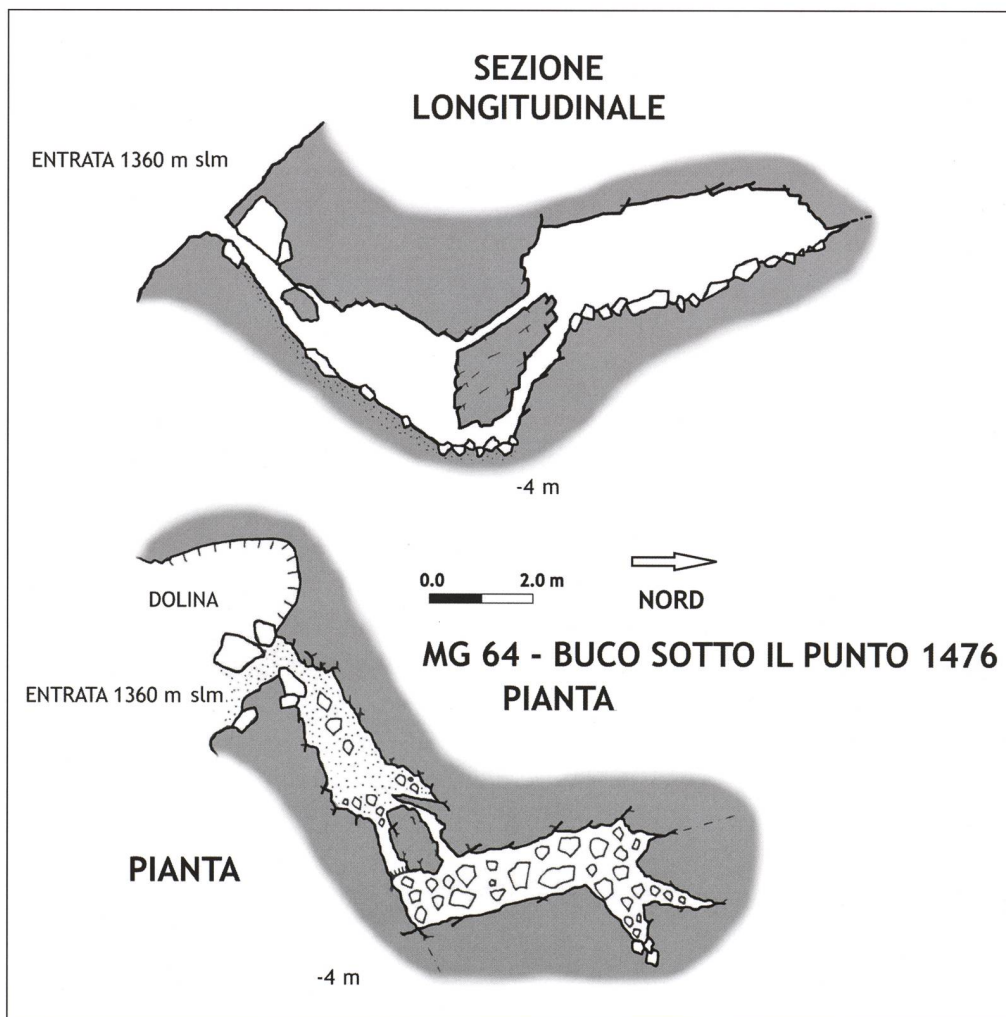 SEZIONE
LONGITUDINALE
ENTRATA 1360 m slm
-4 m
DOLINA
0.0 2.0 m
NORD
MG 64 - BUCO SOTTO IL PUNTO 1476
PIANTA
ENTRATA 1360 m slm
PIANTA
-4 m